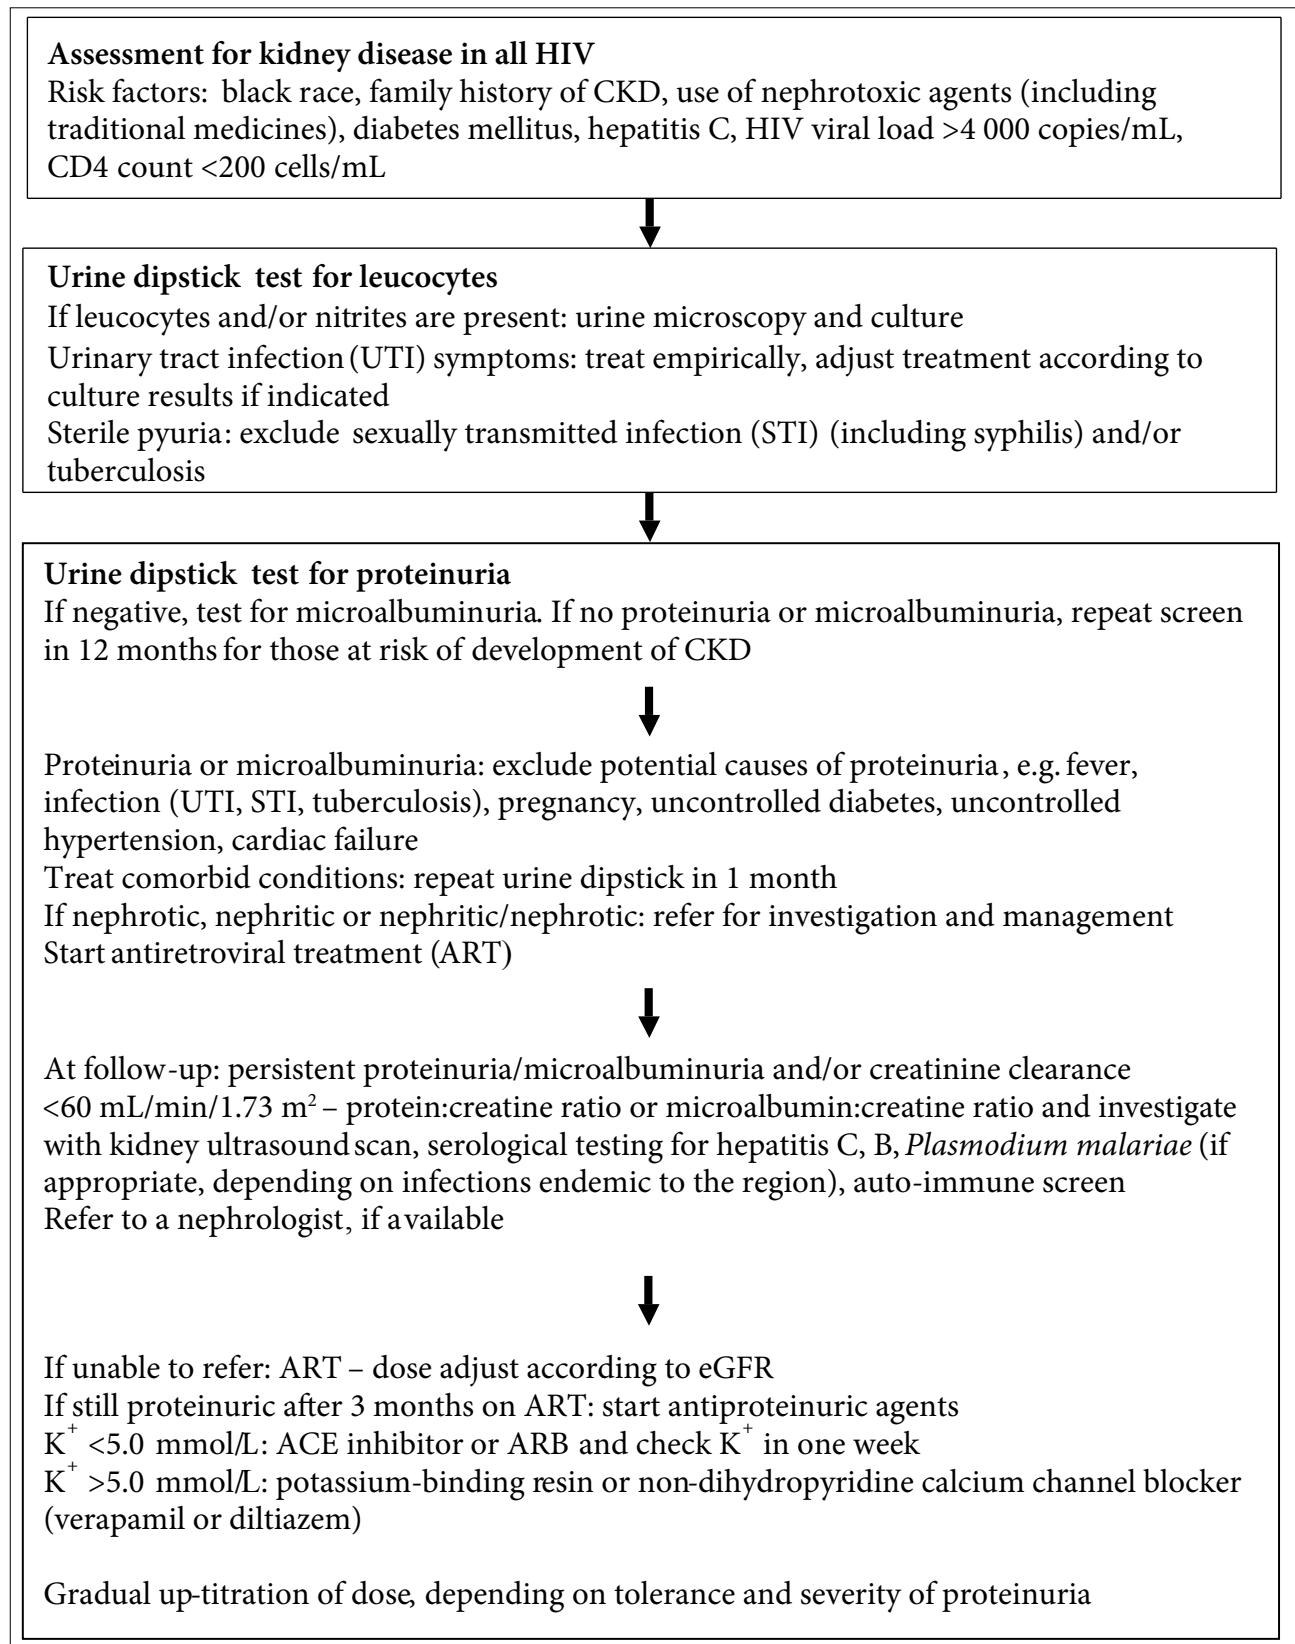 Assessment for kidney disease in all HIV
Risk factors: black race, family history of CKD, use of nephrotoxic agents (including
traditional medicines), diabetes mellitus, hepatitis C, HIV viral load >4 000 copies/mL,
CD4 count <200 cells/mL
Urine dipstick test for leucocytes
If leucocytes and/or nitrites are present: urine microscopy and culture
Urinary tract infection (UTI) symptoms: treat empirically, adjust treatment according to
culture results if indicated
Sterile pyuria: exclude sexually transmitted infection (STI) (including syphilis) and/or
tuberculosis
Urine dipstick test for proteinuria
If negative, test for microalbuminuria. If no proteinuria or microalbuminuria, repeat screen
in 12 months for those at risk of development of CKD
Proteinuria or microalbuminuria: exclude potential causes of proteinuria, e.g. fever,
infection (UTI, STI, tuberculosis), pregnancy, uncontrolled diabetes, uncontrolled
hypertension, cardiac failure
Treat comorbid conditions: repeat urine dipstick in 1 month
If nephrotic, nephritic or nephritic/nephrotic: refer for investigation and management
Start antiretroviral treatment (ART)
At follow-up: persistent proteinuria/microalbuminuria and/or creatinine clearance
<60 mL/min/1.73 m² – protein:creatine ratio or microalbumin:creatine ratio and investigate
with kidney ultrasound scan, serological testing for hepatitis C, B, Plasmodium malariae (if
appropriate, depending on infections endemic to the region), auto-immune screen
Refer to a nephrologist, if available
If unable to refer: ART – dose adjust according to eGFR
If still proteinuric after 3 months on ART: start antiproteinuric agents
K⁺ <5.0 mmol/L: ACE inhibitor or ARB and check K⁺ in one week
K⁺ >5.0 mmol/L: potassium-binding resin or non-dihydropyridine calcium channel blocker
(verapamil or diltiazem)
Gradual up-titration of dose, depending on tolerance and severity of proteinuria